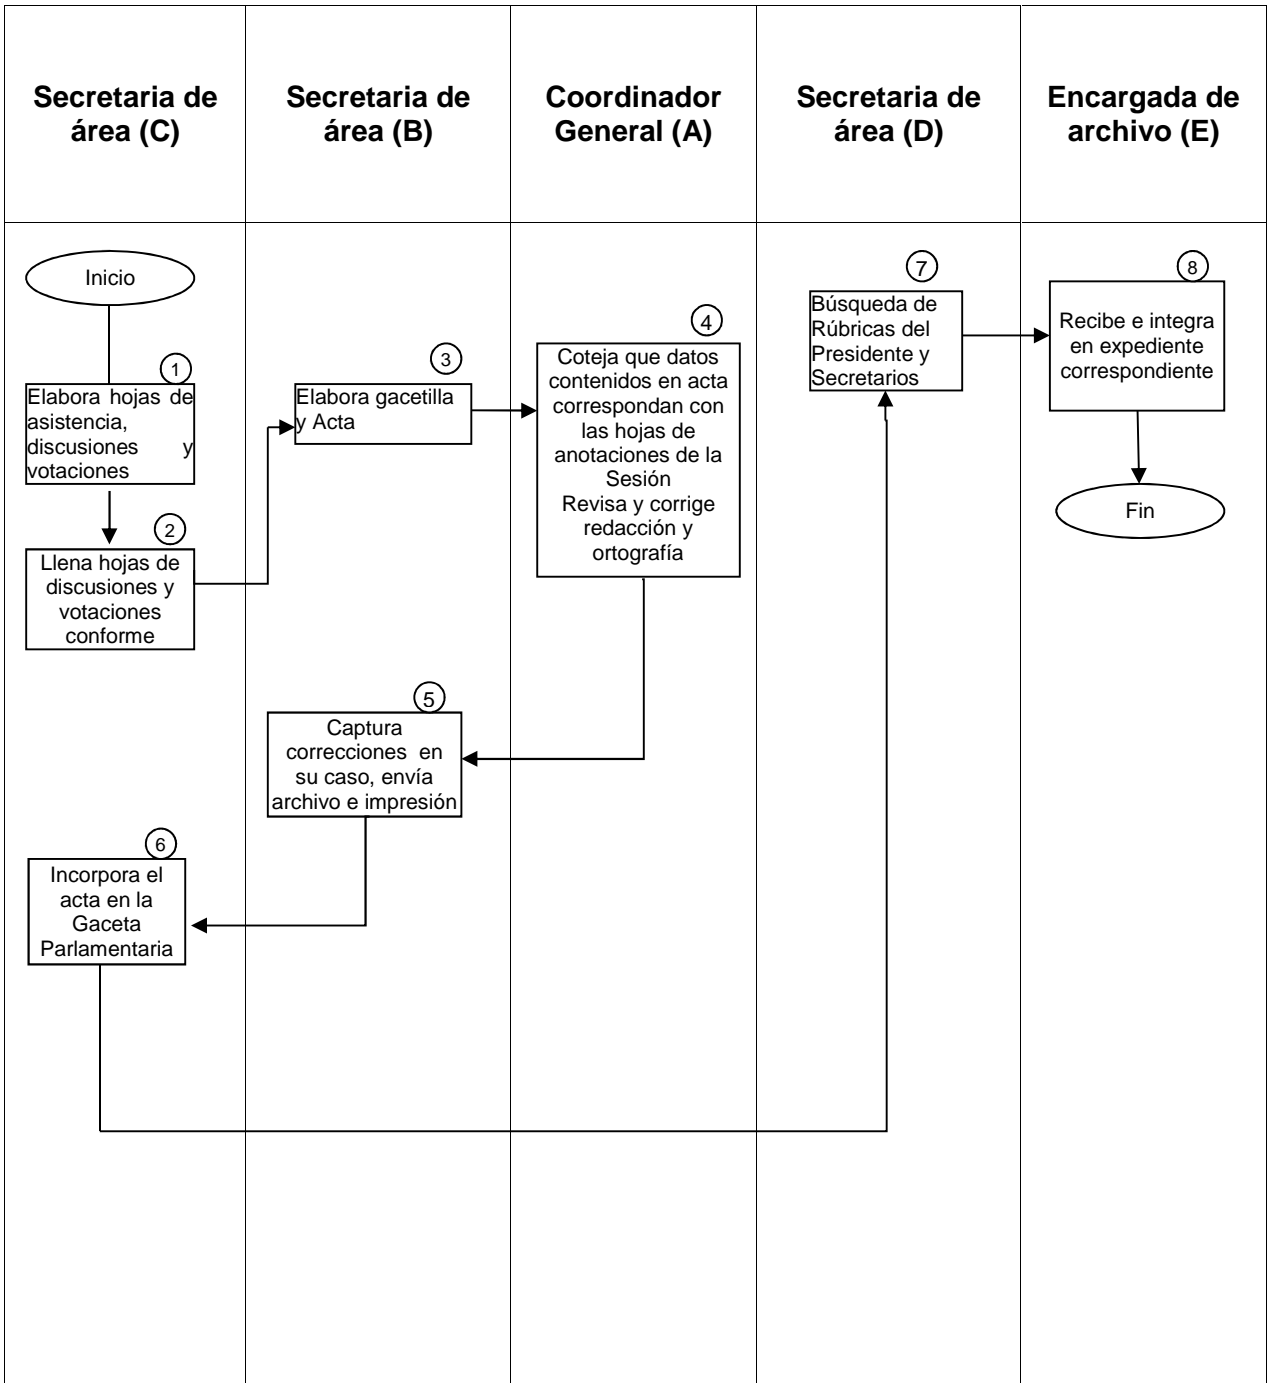 Secretaria de
área (C)
Secretaria de
área (B)
Coordinador
General (A)
Secretaria de
área (D)
Encargada de
archivo (E)
Inicio
1
Elabora hojas de
asistencia,
discusiones y
votaciones
2
Llena hojas de
discusiones y
votaciones
conforme
3
Elabora gacetilla
y Acta
4
Coteja que datos
contenidos en acta
correspondan con
las hojas de
anotaciones de la
Sesión
Revisa y corrige
redacción y
ortografía
5
Captura
correcciones en
su caso, envía
archivo e impresión
6
Incorpora el
acta en la
Gaceta
Parlamentaria
7
Búsqueda de
Rúbricas del
Presidente y
Secretarios
8
Recibe e integra
en expediente
correspondiente
Fin